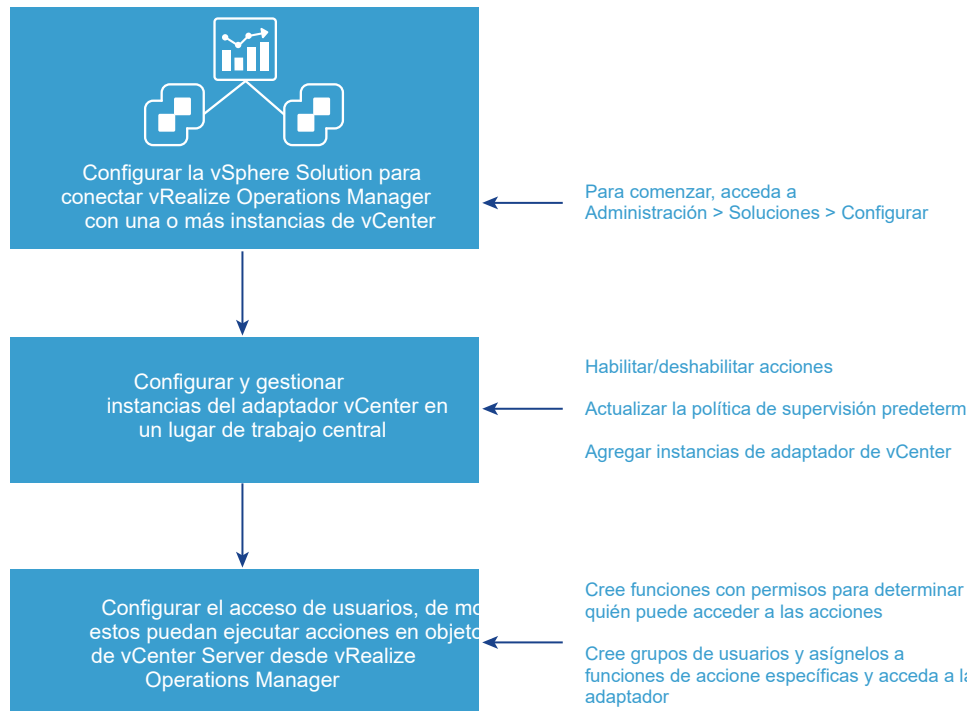 Configurar la vSphere Solution para
conectar vRealize Operations Manager
con una o más instancias de vCenter
Para comenzar, acceda a
Administración > Soluciones > Configurar
Configurar y gestionar
instancias del adaptador vCenter en
un lugar de trabajo central
Habilitar/deshabilitar acciones
Actualizar la política de supervisión predeterm
Agregar instancias de adaptador de vCenter
Configurar el acceso de usuarios, de mo
estos puedan ejecutar acciones en objeto
de vCenter Server desde vRealize
Operations Manager
Cree funciones con permisos para determinar
quién puede acceder a las acciones
Cree grupos de usuarios y asígnelos a
funciones de accione específicas y acceda a la
adaptador